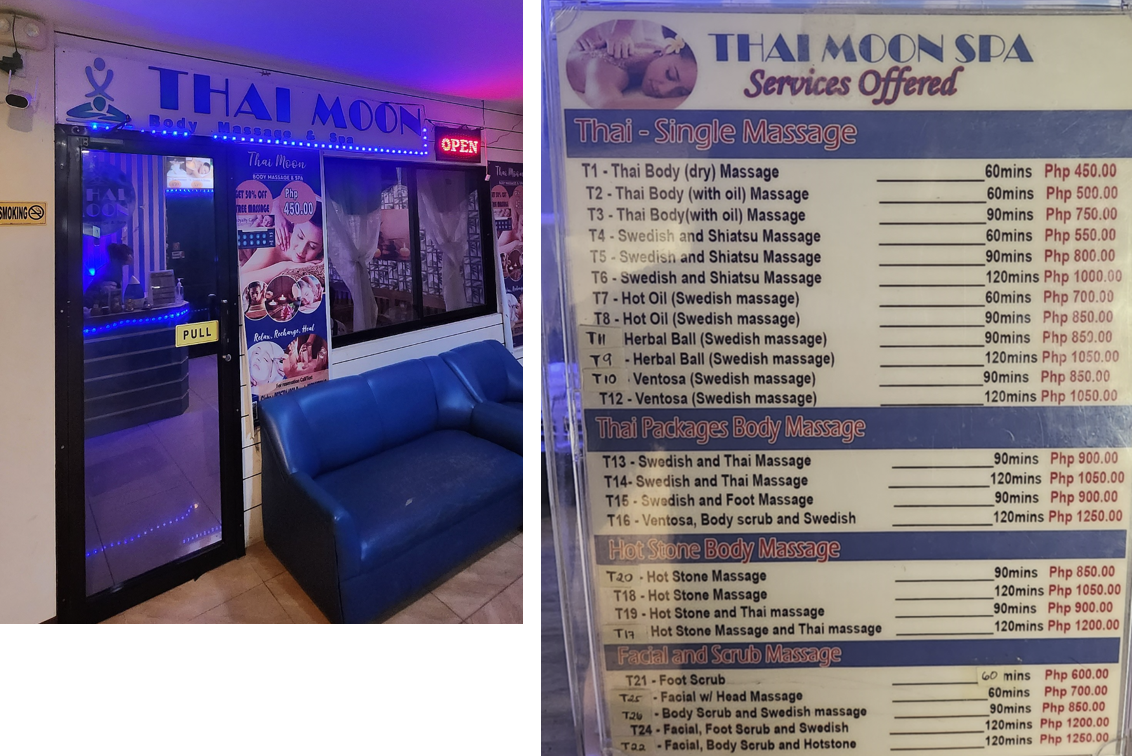 THAI MOON
Body Massage & Spa
OPEN
SMOKING
PULL
Thai Moon
BODY MASSAGE & SPA
GET 50% OFF
Php
450.00
Relax, Recharge, Heal
THAI MOON SPA
Services Offered
Thai - Single Massage
T1 - Thai Body (dry) Massage 60mins Php 450.00
T2 - Thai Body (with oil) Massage 60mins Php 500.00
T3 - Thai Body(with oil) Massage 90mins Php 750.00
T4 - Swedish and Shiatsu Massage 60mins Php 550.00
T5 - Swedish and Shiatsu Massage 90mins Php 800.00
T6 - Swedish and Shiatsu Massage 120mins Php 1000.00
T7 - Hot Oil (Swedish massage) 60mins Php 700.00
T8 - Hot Oil (Swedish massage) 90mins Php 850.00
T11 Herbal Ball (Swedish massage) 90mins Php 850.00
T9 - Herbal Ball (Swedish massage) 120mins Php 1050.00
T10 Ventosa (Swedish massage) 90mins Php 850.00
T12 - Ventosa (Swedish massage) 120mins Php 1050.00
Thai Packages Body Massage
T13 - Swedish and Thai Massage 90mins Php 900.00
T14- Swedish and Thai Massage 120mins Php 1050.00
T15 - Swedish and Foot Massage 90mins Php 900.00
T16 - Ventosa, Body scrub and Swedish 120mins Php 1250.00
Hot Stone Body Massage
T20 - Hot Stone Massage 90mins Php 850.00
T18 - Hot Stone Massage 120mins Php 1050.00
T19 - Hot Stone and Thai massage 90mins Php 900.00
T17 Hot Stone Massage and Thai massage 120mins Php 1200.00
Facial and Scrub Massage
T21 - Foot Scrub 60 mins Php 600.00
T25 - Facial w/ Head Massage 60mins Php 700.00
T26 - Body Scrub and Swedish massage 90mins Php 850.00
T24 - Facial, Foot Scrub and Swedish 120mins Php 1200.00
T22 - Facial, Body Scrub and Hotstone 120mins Php 1250.00